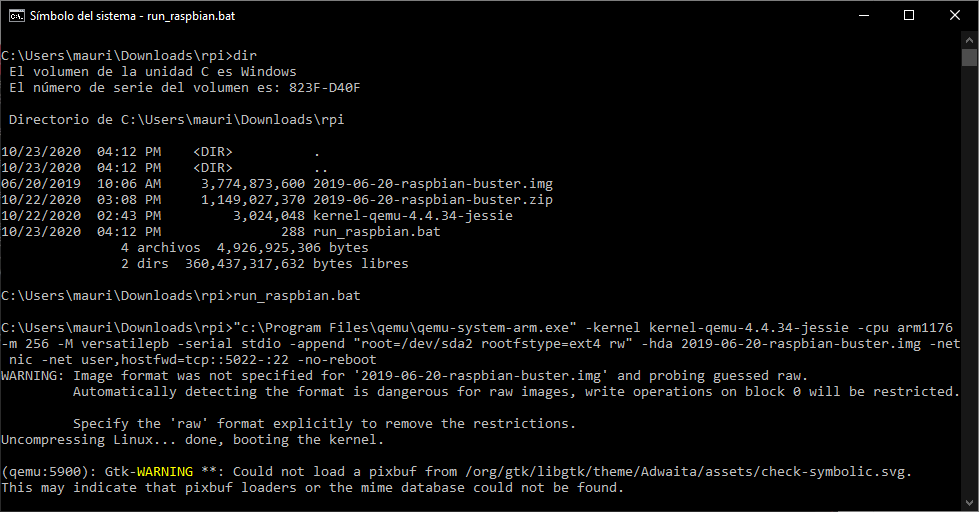 Símbolo del sistema - run_raspbian.bat
C:\Users\mauri\Downloads\rpi>dir
 El volumen de la unidad C es Windows
 El número de serie del volumen es: 823F-D40F

 Directorio de C:\Users\mauri\Downloads\rpi

10/23/2020  04:12 PM    <DIR>          .
10/23/2020  04:12 PM    <DIR>          ..
06/20/2019  10:06 AM     3,774,873,600 2019-06-20-raspbian-buster.img
10/22/2020  03:08 PM     1,149,027,370 2019-06-20-raspbian-buster.zip
10/22/2020  02:43 PM         3,024,048 kernel-qemu-4.4.34-jessie
10/23/2020  04:12 PM               288 run_raspbian.bat
               4 archivos  4,926,925,306 bytes
               2 dirs  360,437,317,632 bytes libres

C:\Users\mauri\Downloads\rpi>run_raspbian.bat

C:\Users\mauri\Downloads\rpi>"c:\Program Files\qemu\qemu-system-arm.exe" -kernel kernel-qemu-4.4.34-jessie -cpu arm1176
-m 256 -M versatilepb -serial stdio -append "root=/dev/sda2 rootfstype=ext4 rw" -hda 2019-06-20-raspbian-buster.img -net
 nic -net user,hostfwd=tcp::5022-:22 -no-reboot
WARNING: Image format was not specified for '2019-06-20-raspbian-buster.img' and probing guessed raw.
         Automatically detecting the format is dangerous for raw images, write operations on block 0 will be restricted.

         Specify the 'raw' format explicitly to remove the restrictions.
Uncompressing Linux... done, booting the kernel.

(qemu:5900): Gtk-WARNING **: Could not load a pixbuf from /org/gtk/libgtk/theme/Adwaita/assets/check-symbolic.svg.
This may indicate that pixbuf loaders or the mime database could not be found.